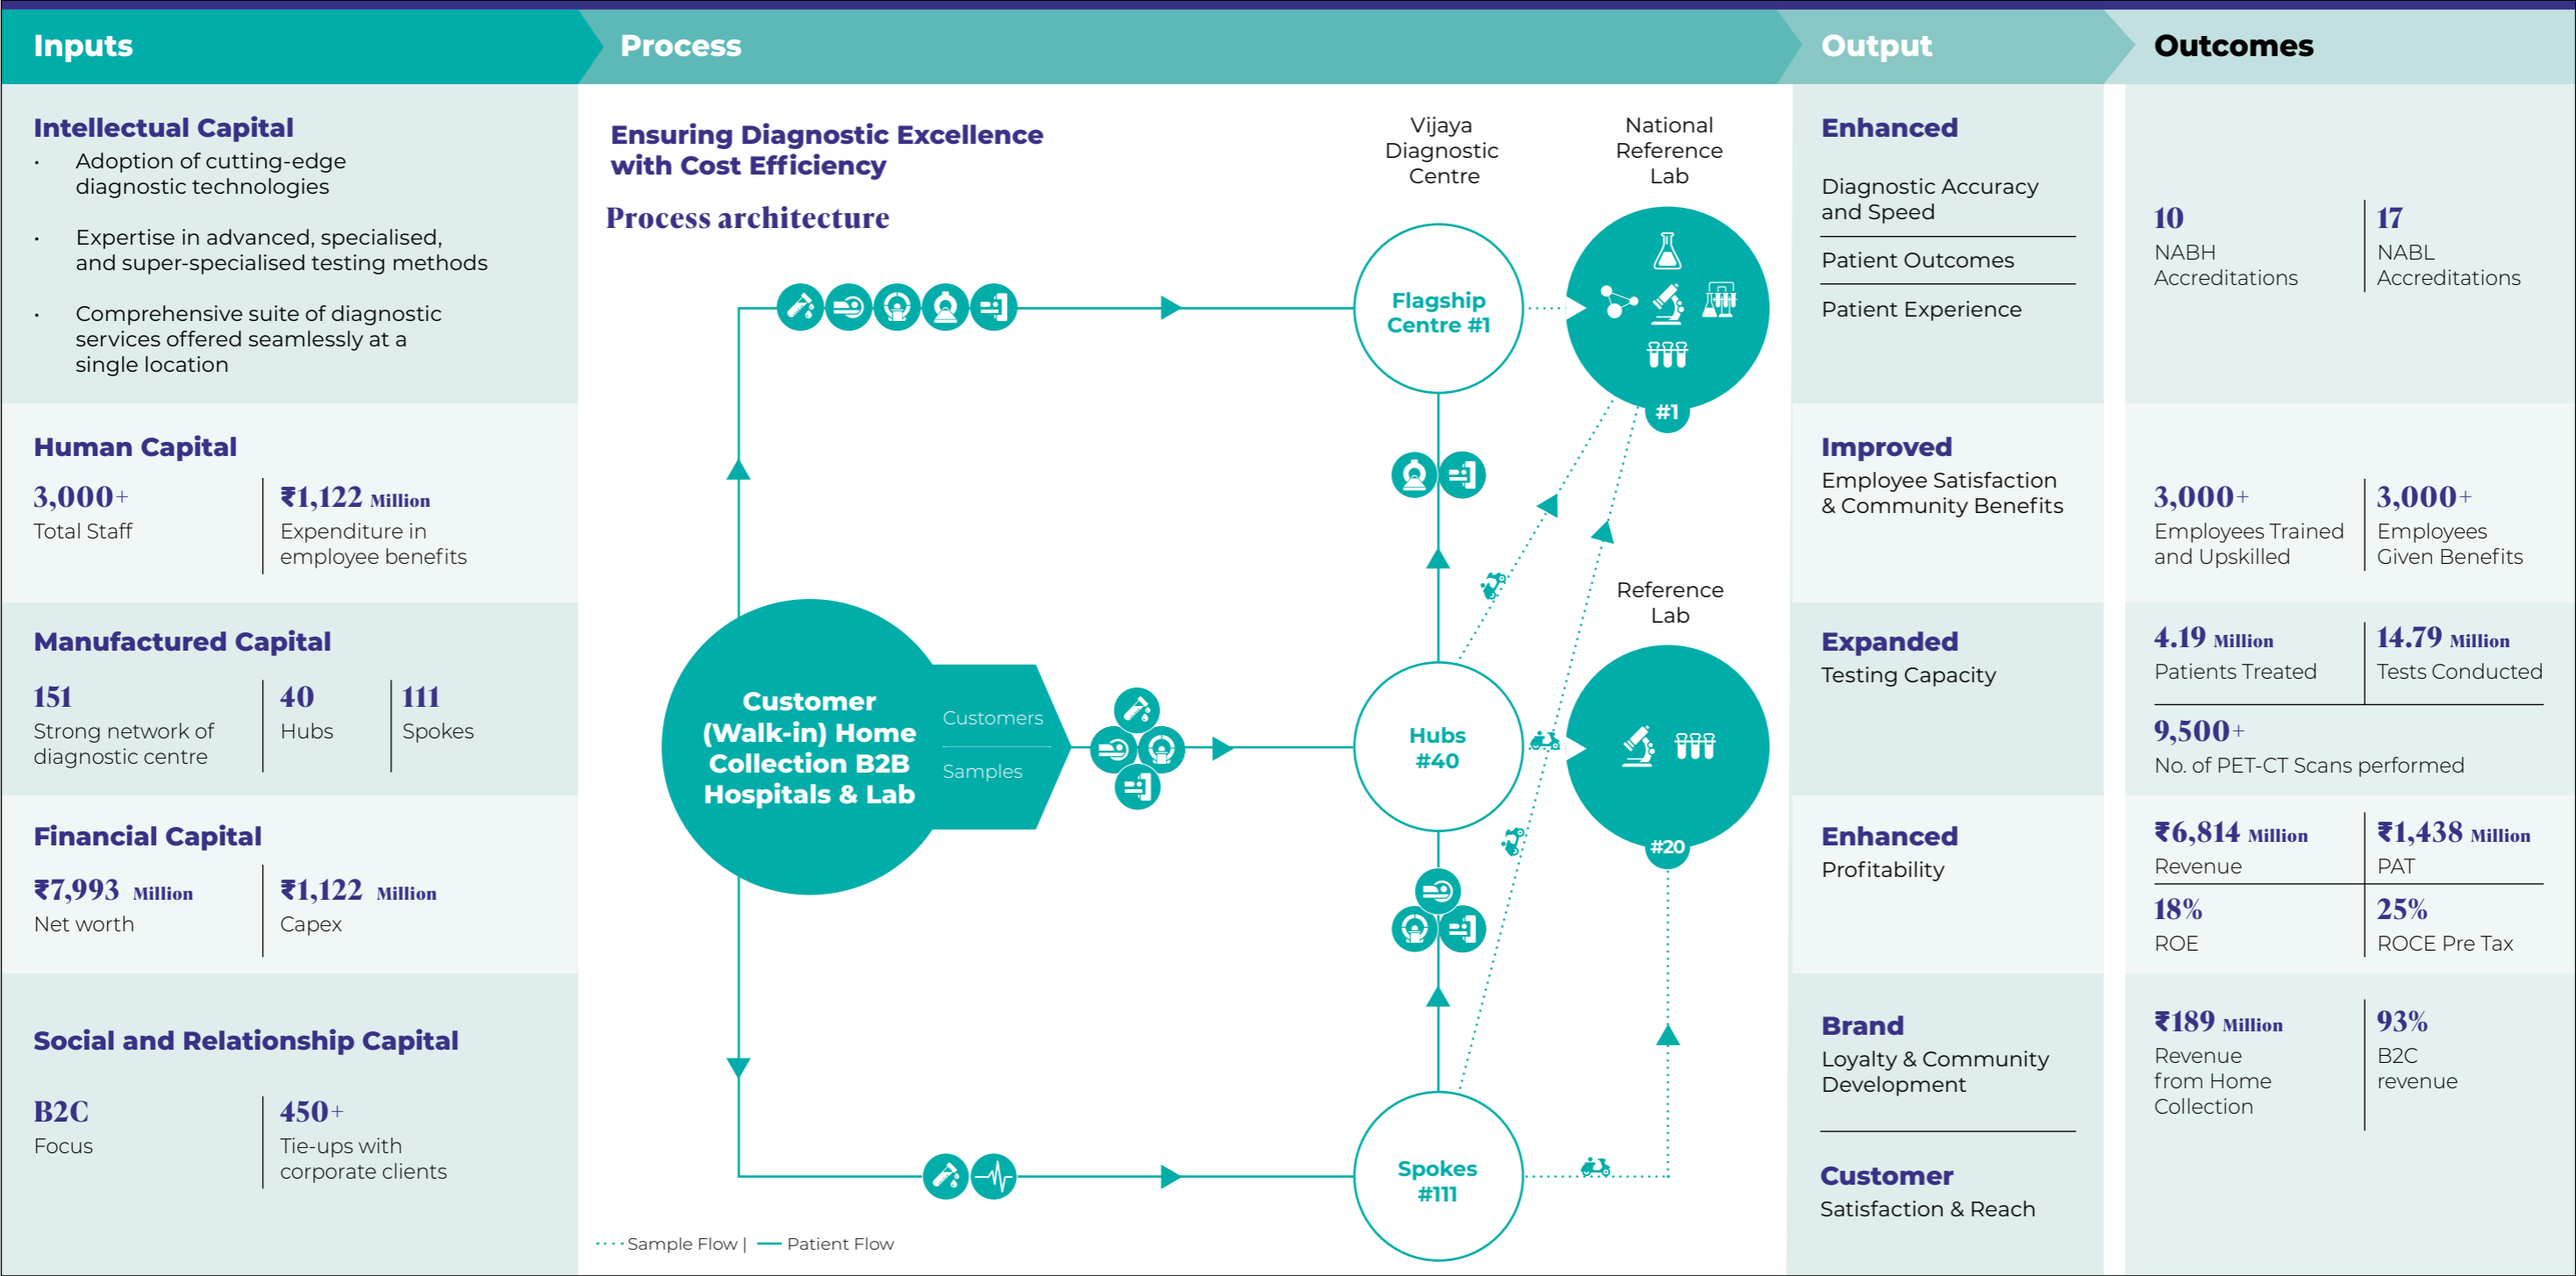 Inputs
Process
Output
Outcomes
Intellectual Capital
• Adoption of cutting-edge
diagnostic technologies
• Expertise in advanced, specialised,
and super-specialised testing methods
• Comprehensive suite of diagnostic
services offered seamlessly at a
single location
Human Capital
3,000+
Total Staff
₹1,122 Million
Expenditure in
employee benefits
Manufactured Capital
151
Strong network of
diagnostic centre
40
Hubs
111
Spokes
Financial Capital
₹7,993 Million
Net worth
₹1,122 Million
Capex
Social and Relationship Capital
B2C
Focus
450+
Tie-ups with
corporate clients
Ensuring Diagnostic Excellence
with Cost Efficiency
Process architecture
Vijaya
Diagnostic
Centre
National
Reference
Lab
Flagship
Centre #1
#1
Reference
Lab
Customer
(Walk-in) Home
Collection B2B
Hospitals & Lab
Customers
Samples
Hubs
#40
#20
Spokes
#111
Sample Flow |
Patient Flow
Enhanced
Diagnostic Accuracy
and Speed
Patient Outcomes
Patient Experience
Improved
Employee Satisfaction
& Community Benefits
Expanded
Testing Capacity
Enhanced
Profitability
Brand
Loyalty & Community
Development
Customer
Satisfaction & Reach
10
NABH
Accreditations
17
NABL
Accreditations
3,000+
Employees Trained
and Upskilled
3,000+
Employees
Given Benefits
4.19 Million
Patients Treated
14.79 Million
Tests Conducted
9,500+
No. of PET-CT Scans performed
₹6,814 Million
Revenue
₹1,438 Million
PAT
18%
ROE
25%
ROCE Pre Tax
₹189 Million
Revenue
from Home
Collection
93%
B2C
revenue